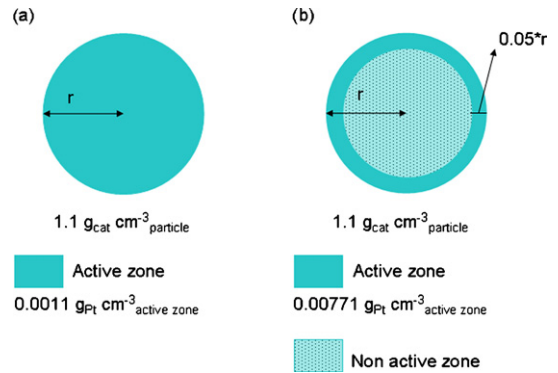 (a)
r
1.1 g_cat cm⁻³_particle
Active zone
0.0011 g_Pt cm⁻³_active zone
(b)
0.05*r
r
1.1 g_cat cm⁻³_particle
Active zone
0.00771 g_Pt cm⁻³_active zone
Non active zone